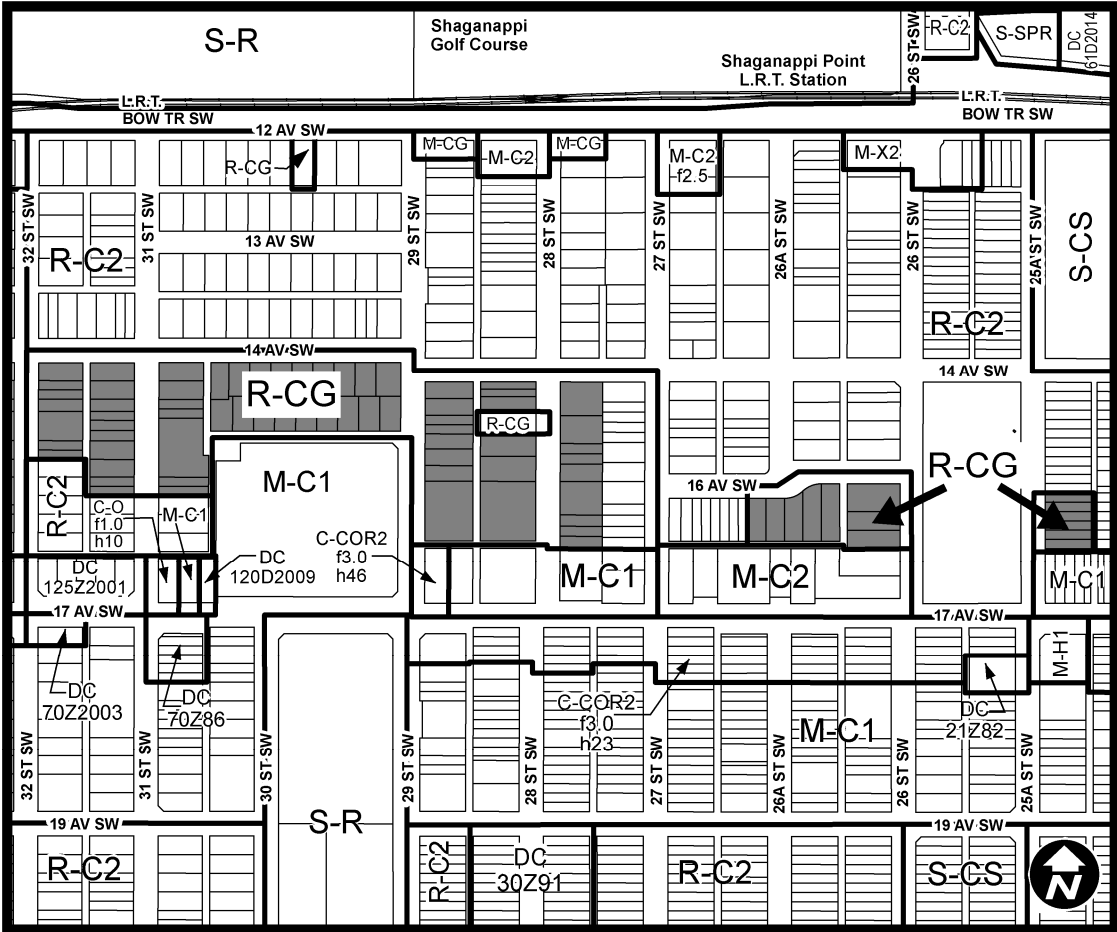 S-R
Shaganappi
Golf Course
Shaganappi Point
L.R.T. Station
26 ST SW
R-C2
S-SPR
DC
61D2014
L.R.T.
L.R.T.
BOW TR SW
BOW TR SW
12 AV SW
R-CG
M-CG
M-C2
M-CG
M-C2
f2.5
M-X2
32 ST SW
31 ST SW
29 ST SW
28 ST SW
27 ST SW
26A ST SW
26 ST SW
25A ST SW
S-CS
13 AV SW
R-C2
R-C2
14 AV SW
14 AV SW
R-CG
R-CG
R-CG
16 AV SW
R-C2
M-C1
C-O
f1.0
h10
M-C1
C-COR2
f3.0
h46
DC
120D2009
DC
125Z2001
M-C1
M-C2
M-C1
17 AV SW
17 AV SW
M-H1
DC
70Z2003
DC
70Z86
C-COR2
f3.0
h23
DC
21Z82
M-C1
32 ST SW
31 ST SW
30 ST SW
29 ST SW
28 ST SW
27 ST SW
26A ST SW
26 ST SW
25A ST SW
S-R
19 AV SW
19 AV SW
R-C2
R-C2
DC
30Z91
R-C2
S-CS
N